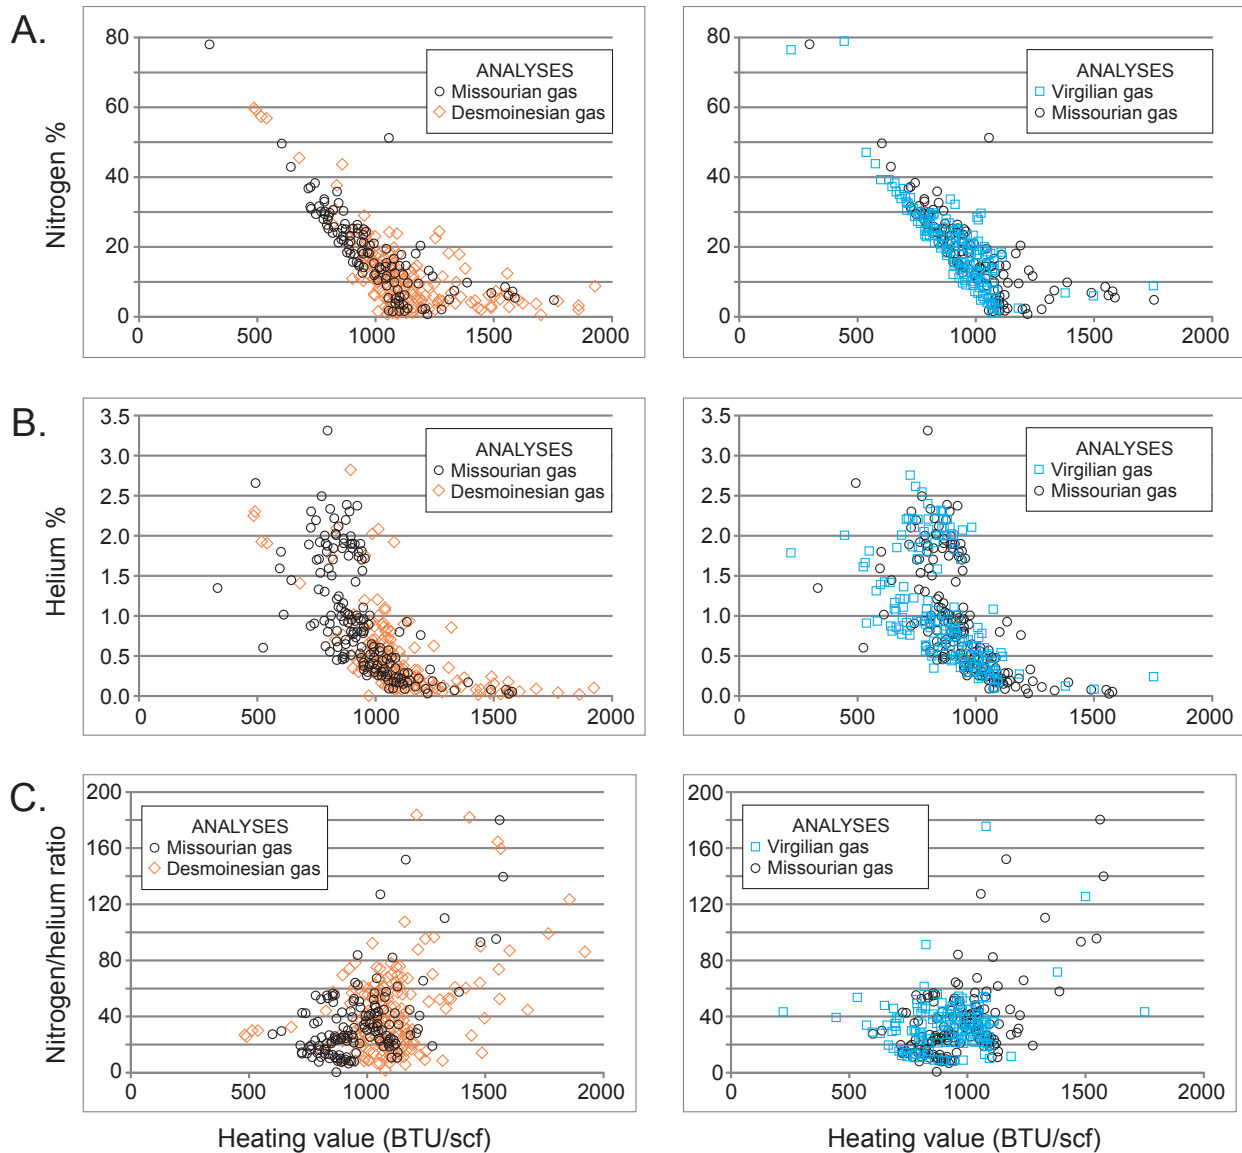 A.
Nitrogen %
80
60
40
20
0
0 500 1000 1500 2000
ANALYSES
Missourian gas
Desmoinesian gas
80
60
40
20
0
0 500 1000 1500 2000
ANALYSES
Virgilian gas
Missourian gas
B.
Helium %
3.5
3.0
2.5
2.0
1.5
1.0
0.5
0.0
0 500 1000 1500 2000
ANALYSES
Missourian gas
Desmoinesian gas
3.5
3.0
2.5
2.0
1.5
1.0
0.5
0.0
0 500 1000 1500 2000
ANALYSES
Virgilian gas
Missourian gas
C.
Nitrogen/helium ratio
200
160
120
80
40
0
0 500 1000 1500 2000
ANALYSES
Missourian gas
Desmoinesian gas
Heating value (BTU/scf)
200
160
120
80
40
0
0 500 1000 1500 2000
ANALYSES
Virgilian gas
Missourian gas
Heating value (BTU/scf)